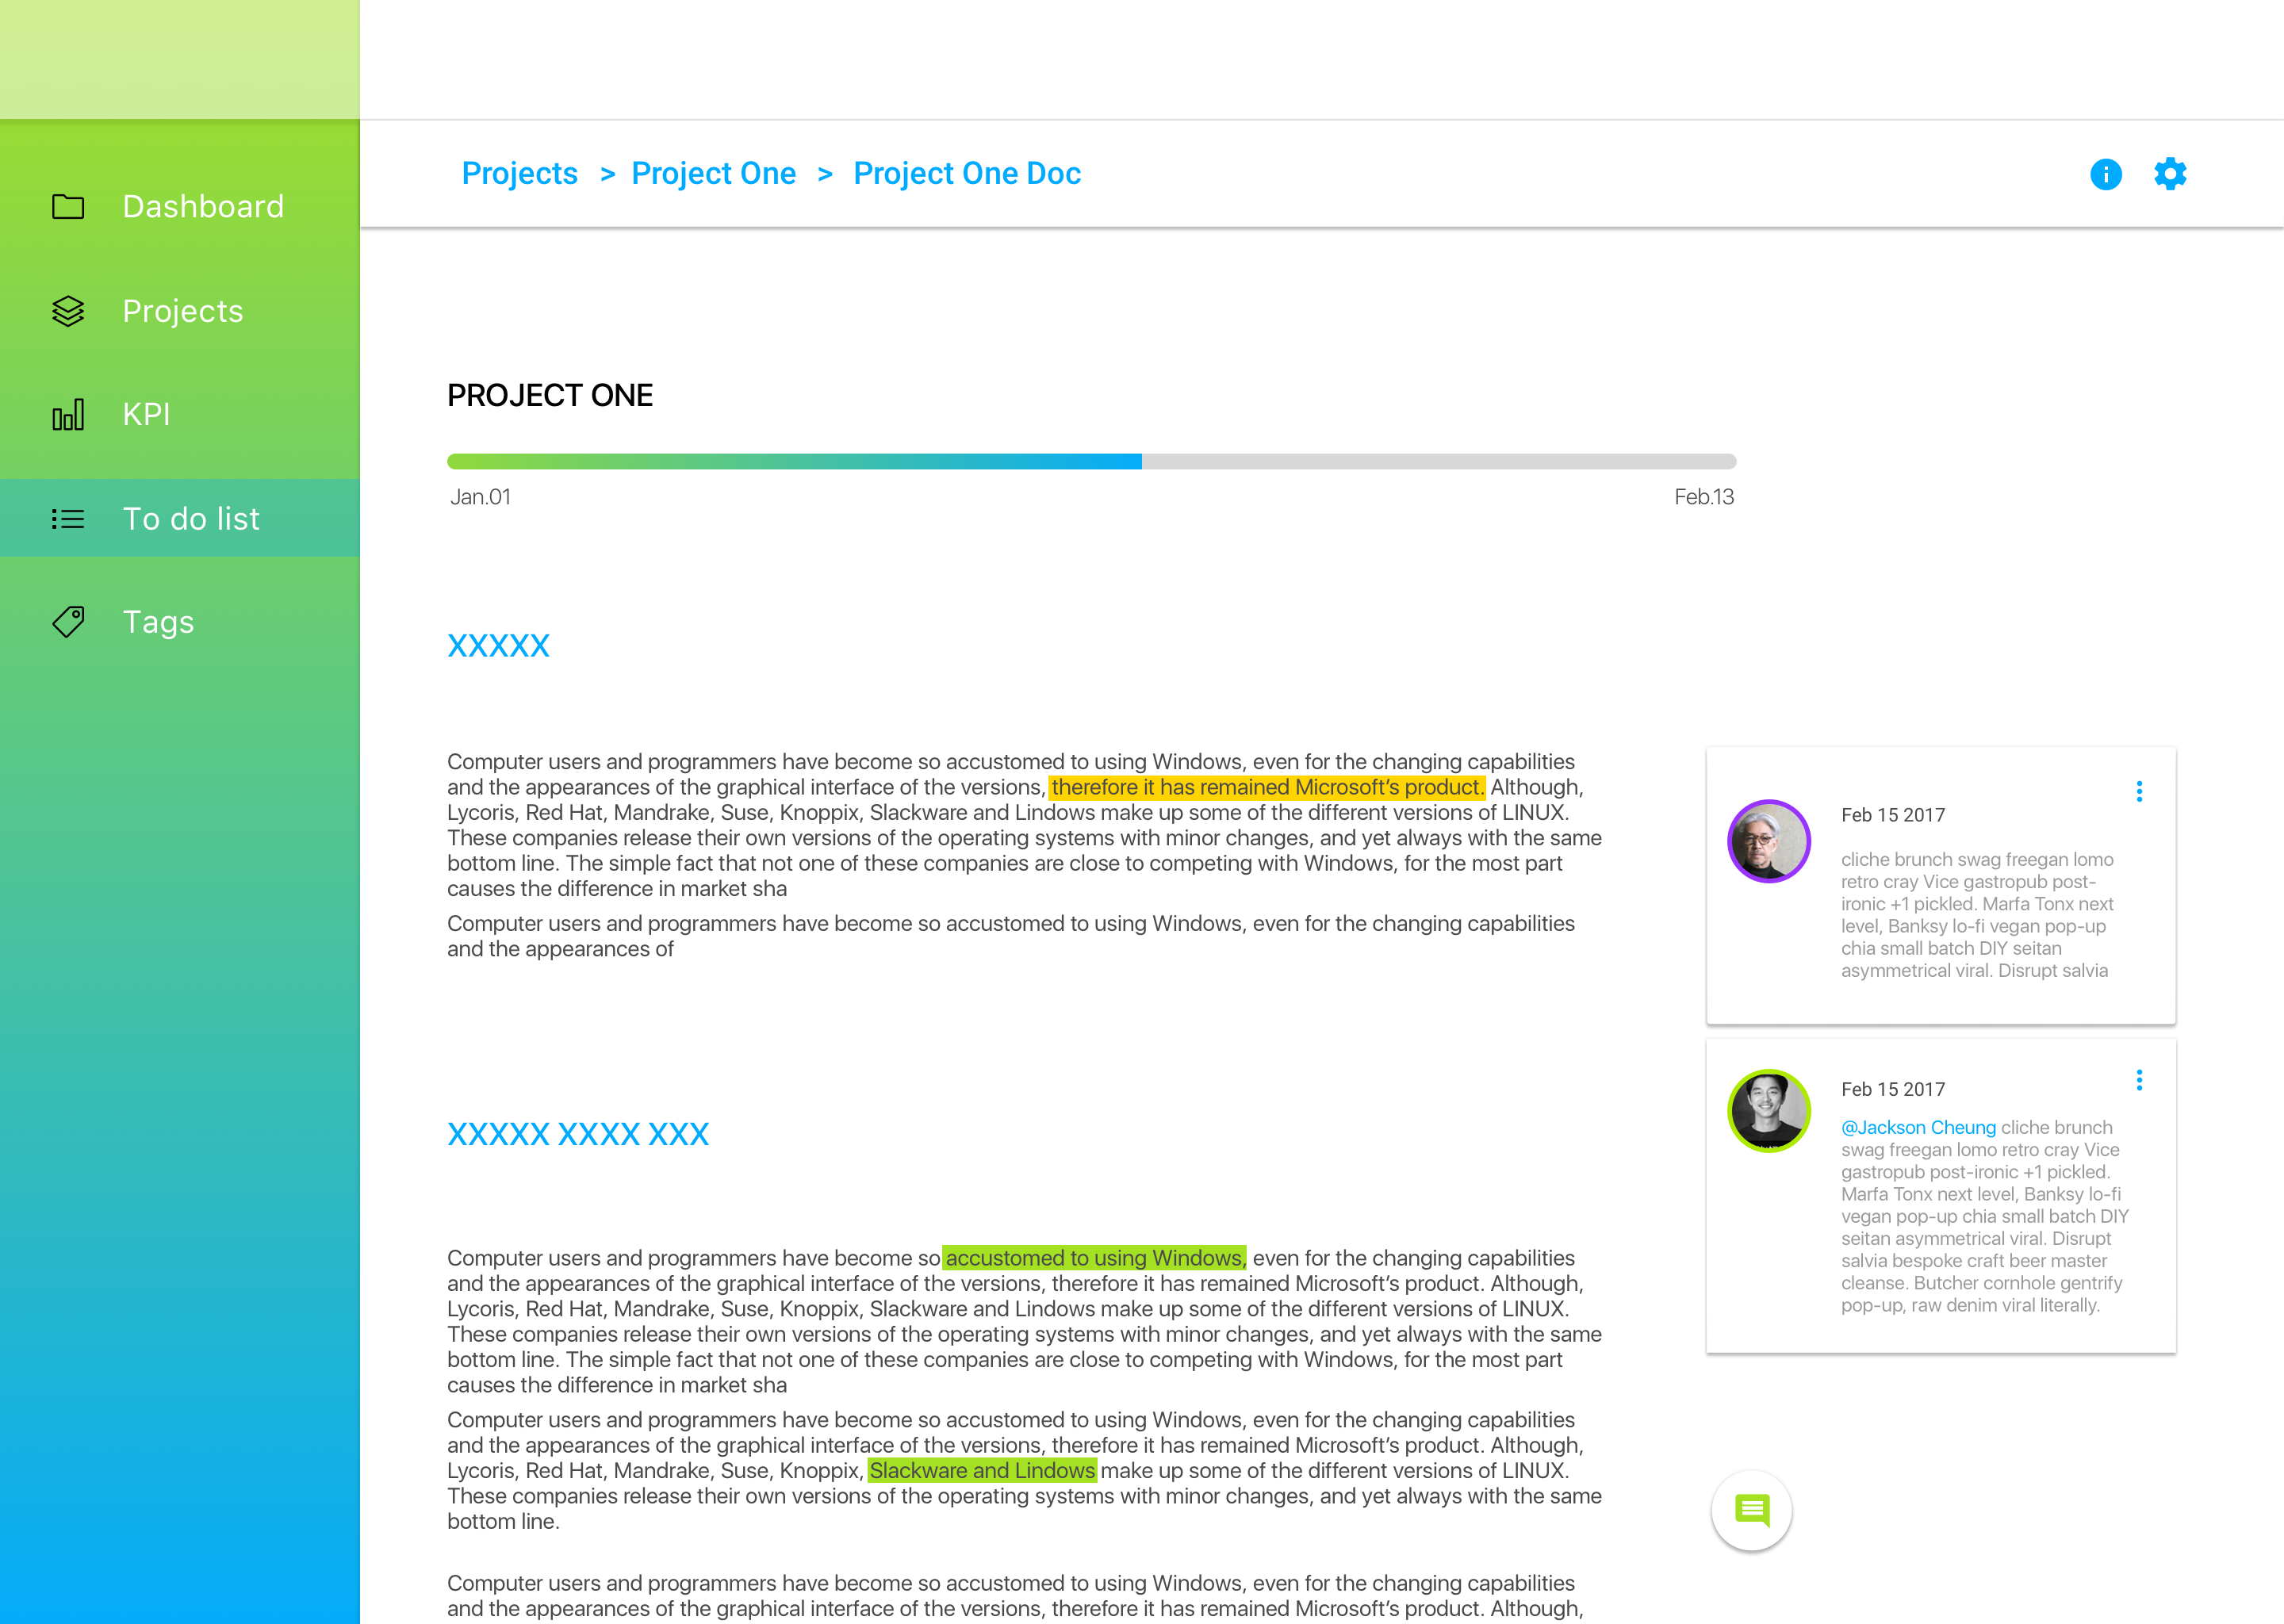 Dashboard
Projects
KPI
To do list
Tags
Projects > Project One > Project One Doc
PROJECT ONE
Jan.01 Feb.13
XXXXX
Computer users and programmers have become so accustomed to using Windows, even for the changing capabilities
and the appearances of the graphical interface of the versions, therefore it has remained Microsoft’s product. Although,
Lycoris, Red Hat, Mandrake, Suse, Knoppix, Slackware and Lindows make up some of the different versions of LINUX.
These companies release their own versions of the operating systems with minor changes, and yet always with the same
bottom line. The simple fact that not one of these companies are close to competing with Windows, for the most part
causes the difference in market sha
Computer users and programmers have become so accustomed to using Windows, even for the changing capabilities
and the appearances of
XXXXX XXXX XXX
Computer users and programmers have become so accustomed to using Windows, even for the changing capabilities
and the appearances of the graphical interface of the versions, therefore it has remained Microsoft’s product. Although,
Lycoris, Red Hat, Mandrake, Suse, Knoppix, Slackware and Lindows make up some of the different versions of LINUX.
These companies release their own versions of the operating systems with minor changes, and yet always with the same
bottom line. The simple fact that not one of these companies are close to competing with Windows, for the most part
causes the difference in market sha
Computer users and programmers have become so accustomed to using Windows, even for the changing capabilities
and the appearances of the graphical interface of the versions, therefore it has remained Microsoft’s product. Although,
Lycoris, Red Hat, Mandrake, Suse, Knoppix, Slackware and Lindows make up some of the different versions of LINUX.
These companies release their own versions of the operating systems with minor changes, and yet always with the same
bottom line.
Computer users and programmers have become so accustomed to using Windows, even for the changing capabilities
and the appearances of the graphical interface of the versions, therefore it has remained Microsoft’s product. Although,
Feb 15 2017
cliche brunch swag freegan lomo
retro cray Vice gastropub post-
ironic +1 pickled. Marfa Tonx next
level, Banksy lo-fi vegan pop-up
chia small batch DIY seitan
asymmetrical viral. Disrupt salvia
Feb 15 2017
@Jackson Cheung cliche brunch
swag freegan lomo retro cray Vice
gastropub post-ironic +1 pickled.
Marfa Tonx next level, Banksy lo-fi
vegan pop-up chia small batch DIY
seitan asymmetrical viral. Disrupt
salvia bespoke craft beer master
cleanse. Butcher cornhole gentrify
pop-up, raw denim viral literally.